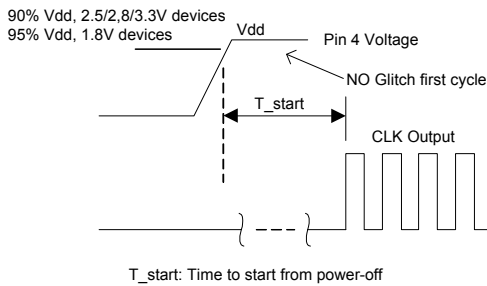 90% Vdd, 2.5/2,8/3.3V devices
95% Vdd, 1.8V devices
Vdd
Pin 4 Voltage
NO Glitch first cycle
T_start
CLK Output
T_start: Time to start from power-off